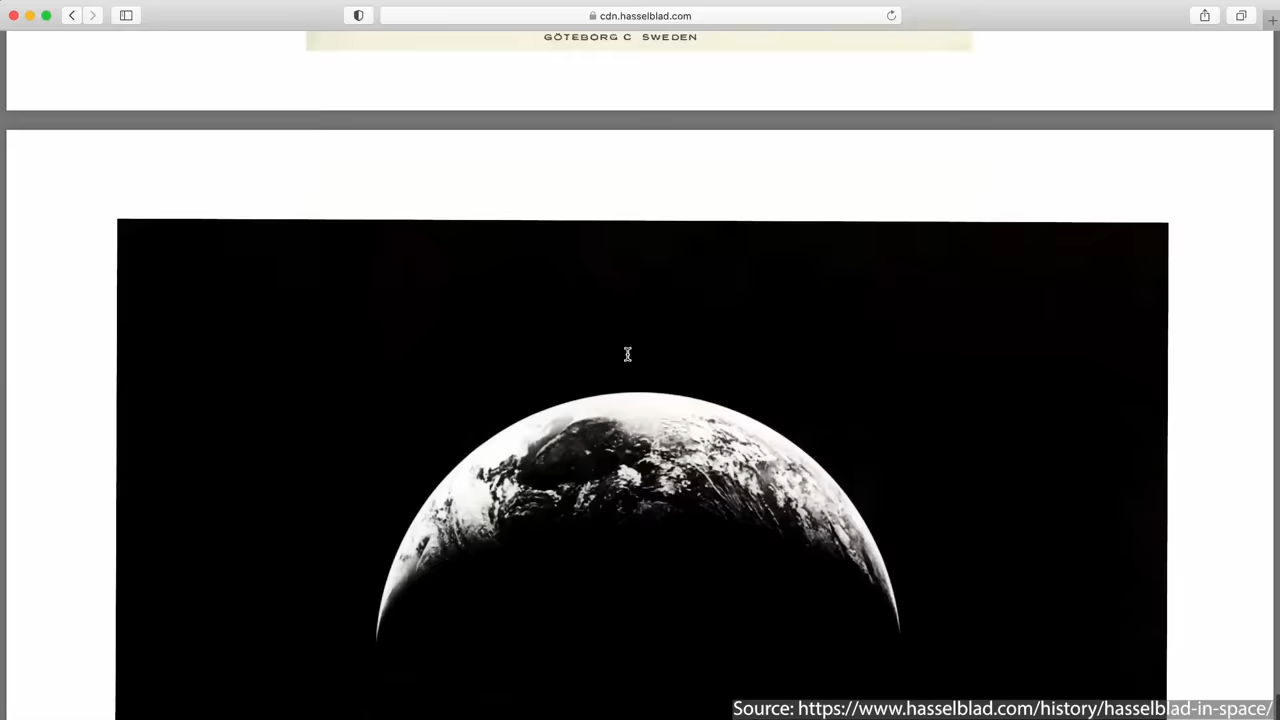 cdn.hasselblad.com
GÖTEBORG C SWEDEN
Source: https://www.hasselblad.com/history/hasselblad-in-space/